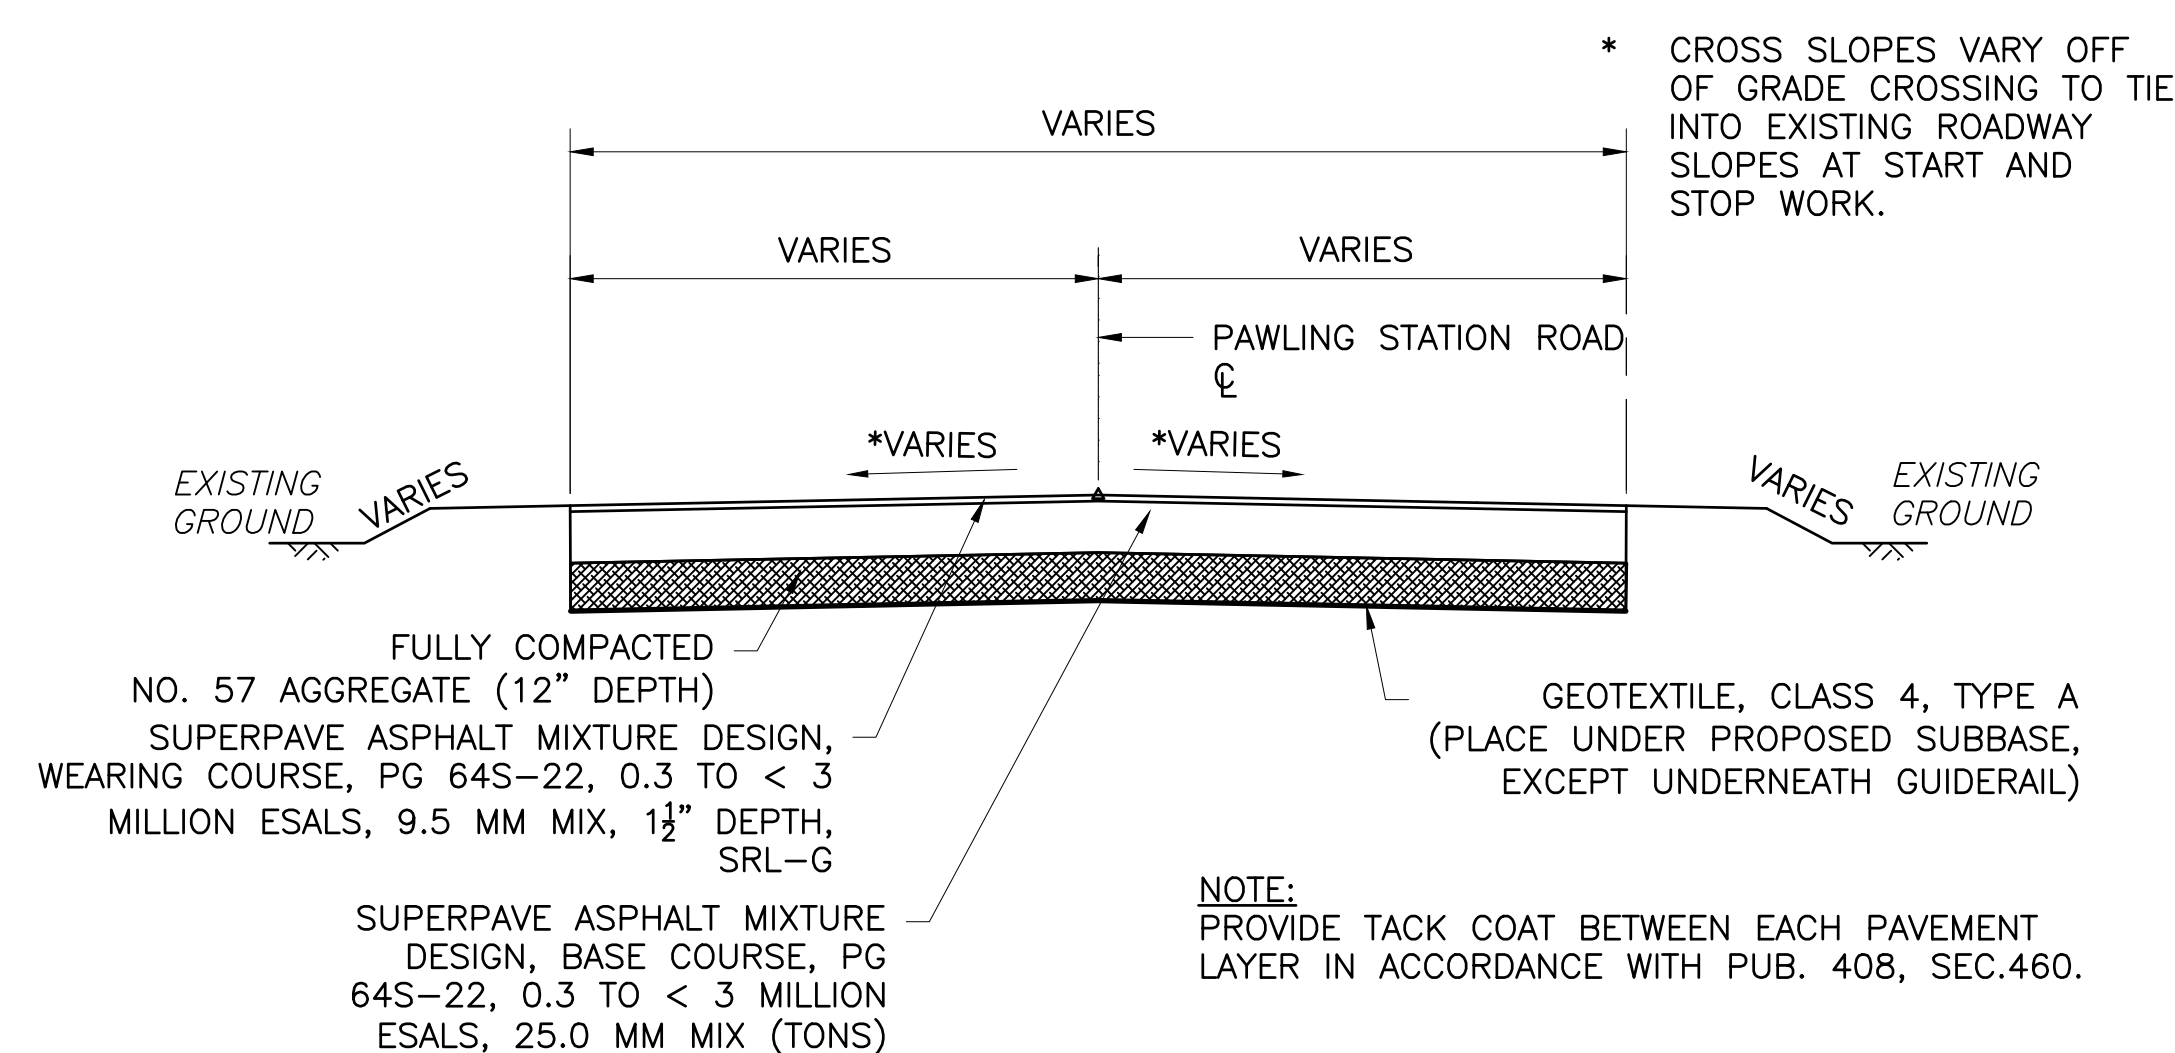 * CROSS SLOPES VARY OFF
OF GRADE CROSSING TO TIE
INTO EXISTING ROADWAY
SLOPES AT START AND
STOP WORK.
VARIES
VARIES
VARIES
PAWLING STATION ROAD
℄
*VARIES
*VARIES
EXISTING
GROUND
VARIES
VARIES
EXISTING
GROUND
FULLY COMPACTED
NO. 57 AGGREGATE (12" DEPTH)
SUPERPAVE ASPHALT MIXTURE DESIGN,
WEARING COURSE, PG 64S-22, 0.3 TO < 3
MILLION ESALS, 9.5 MM MIX, 1½" DEPTH,
SRL-G
SUPERPAVE ASPHALT MIXTURE
DESIGN, BASE COURSE, PG
64S-22, 0.3 TO < 3 MILLION
ESALS, 25.0 MM MIX (TONS)
GEOTEXTILE, CLASS 4, TYPE A
(PLACE UNDER PROPOSED SUBBASE,
EXCEPT UNDERNEATH GUIDERAIL)
NOTE:
PROVIDE TACK COAT BETWEEN EACH PAVEMENT
LAYER IN ACCORDANCE WITH PUB. 408, SEC.460.